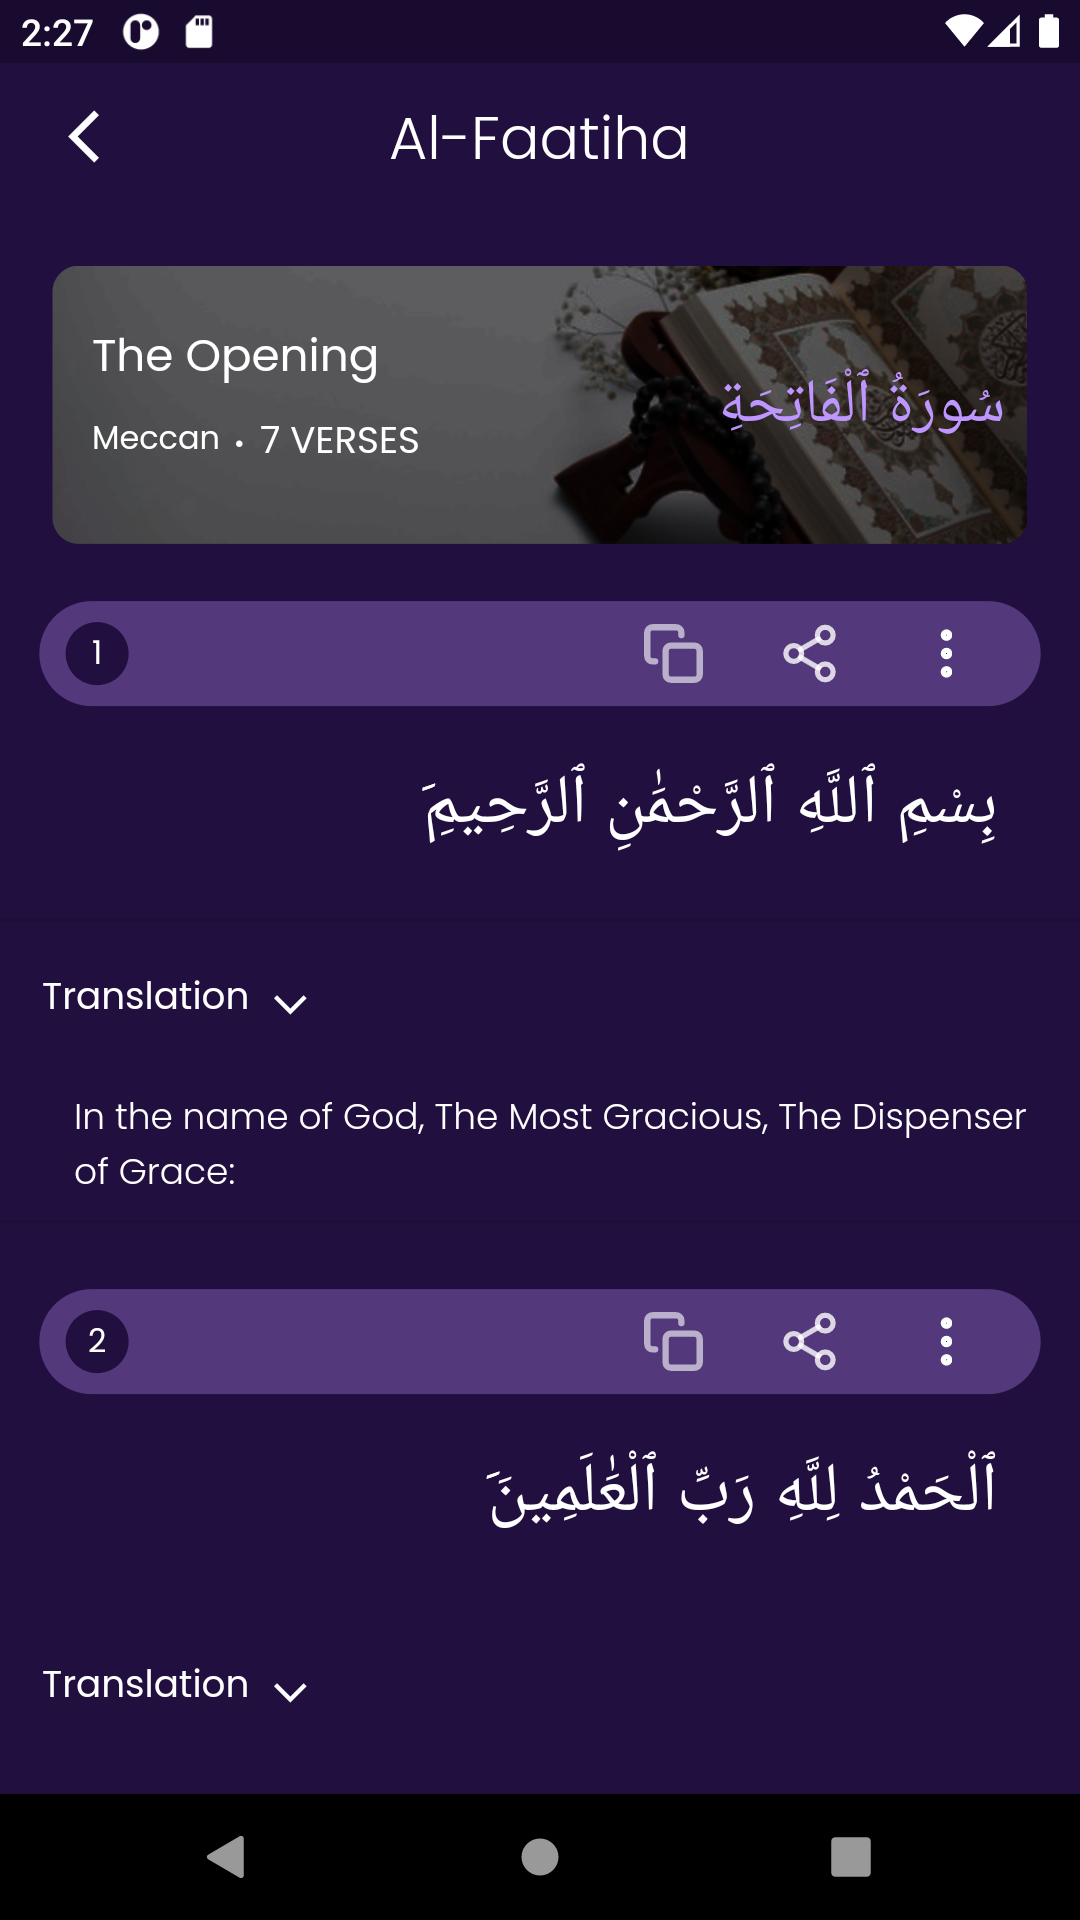 2:27
Al-Faatiha
The Opening
سُورَةُ ٱلْفَاتِحَةِ
Meccan • 7 VERSES
1
بِسْمِ ٱللَّهِ ٱلرَّحْمَٰنِ ٱلرَّحِيمَِ
Translation
In the name of God, The Most Gracious, The Dispenser
of Grace:
2
ٱلْحَمْدُ لِلَّهِ رَبِّ ٱلْعَٰلَمِينََ
Translation